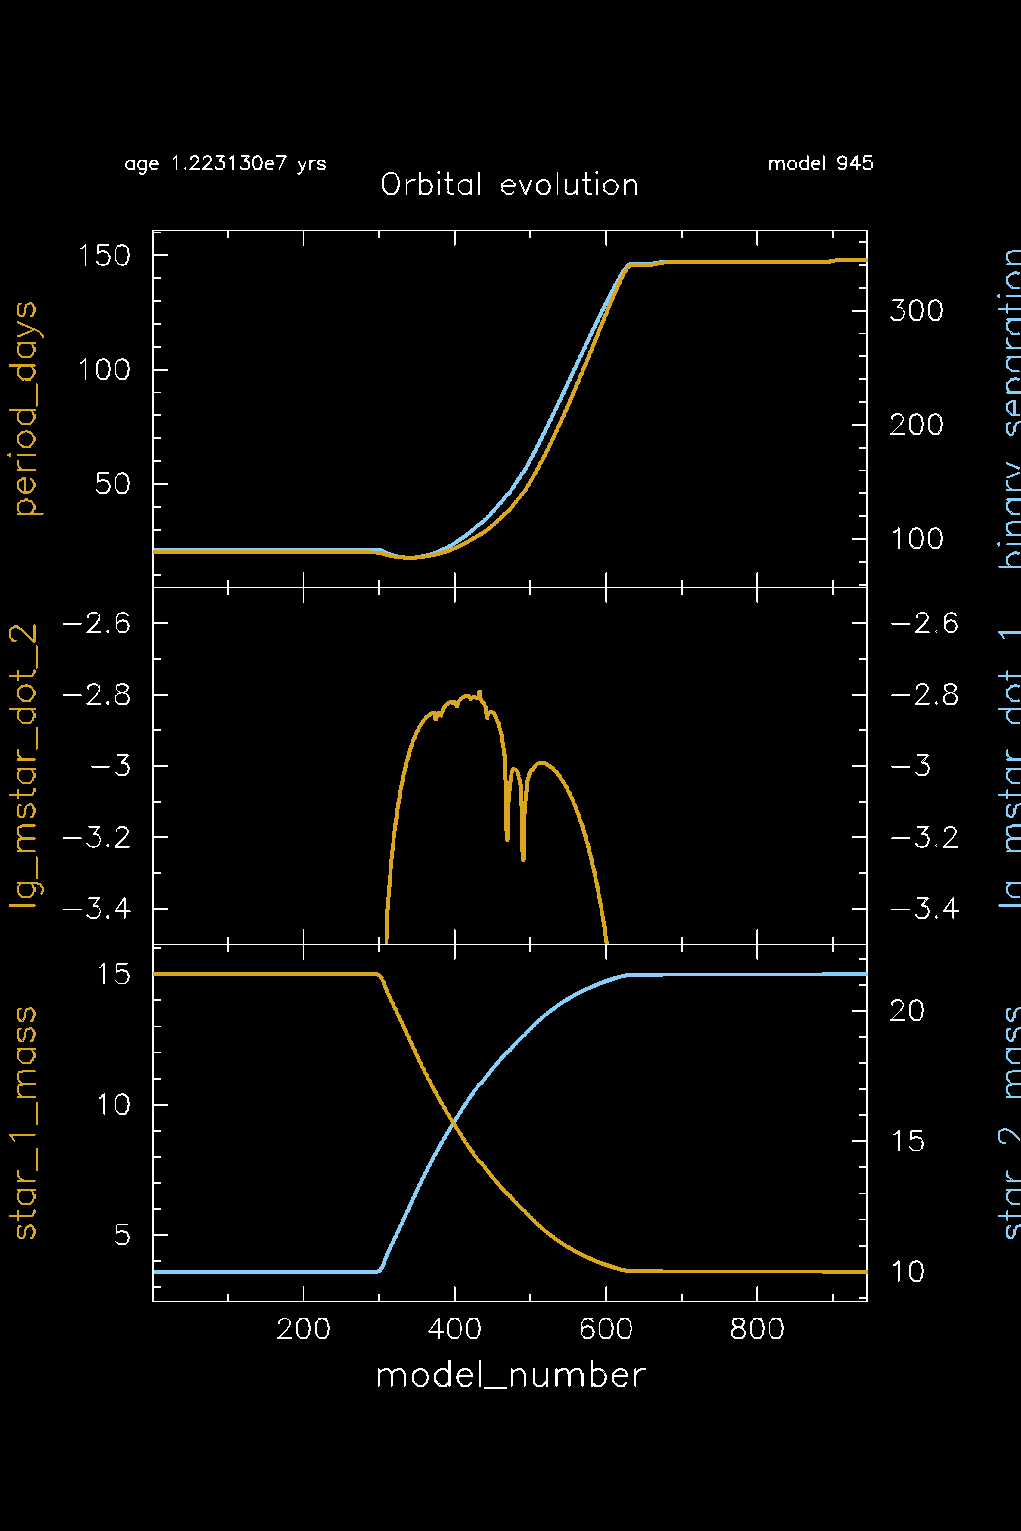 age 1.223130e7 yrs
model 945
Orbital evolution
period_days
150
100
50
300
200
100
binary_separation
lg_mstar_dot_2
-2.6
-2.8
-3
-3.2
-3.4
-2.6
-2.8
-3
-3.2
-3.4
lg_mstar_dot_1
star_1_mass
15
10
5
20
15
10
star_2_mass
200
400
600
800
model_number